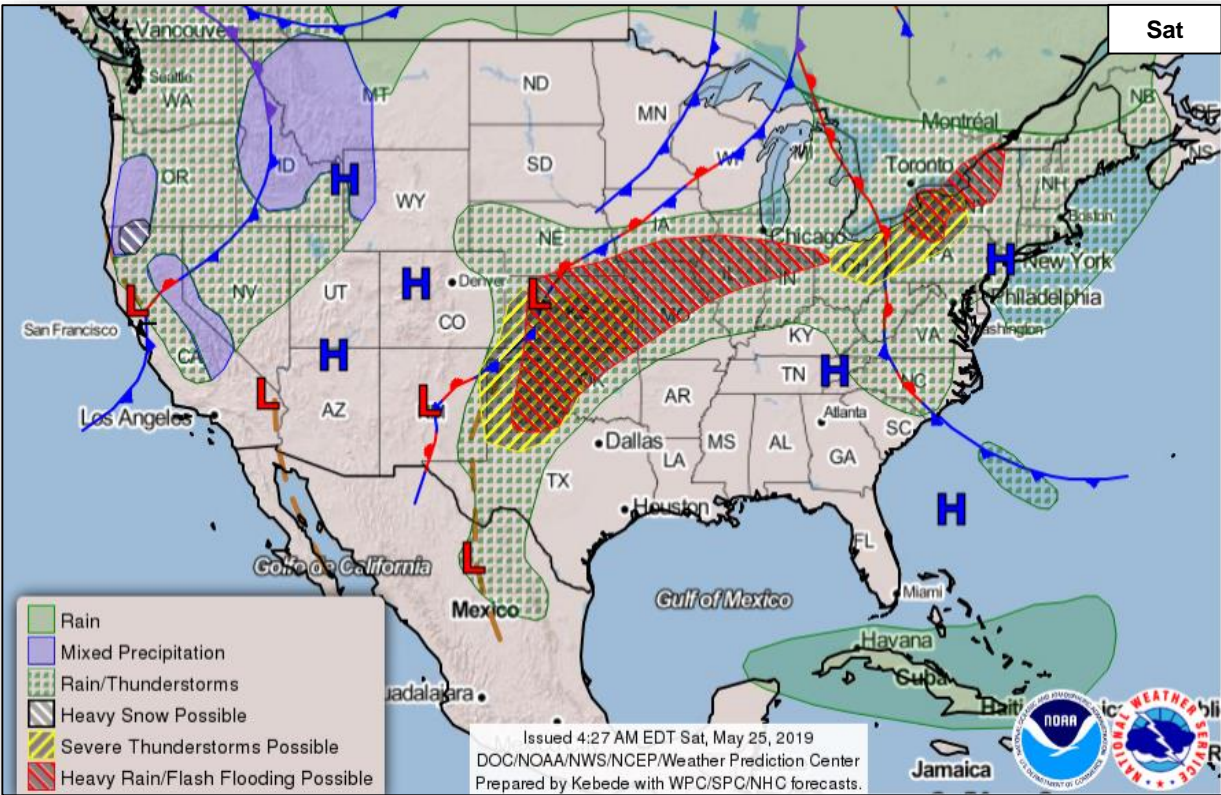 Sat
Vancouver
Seattle
WA
MT
ND
MN
Montréal
NB
NS
OR
ID
H
SD
WI
MI
Toronto
NH
WY
Boston
NE
IA
Chicago
H
Denver
H
New York
PA
L
NV
UT
CO
L
IL
IN
Philadelphia
San Francisco
MO
KY
VA
Washington
CA
H
TN
H
NC
L
AZ
L
OK
AR
Atlanta
SC
Los Angeles
Dallas
MS
AL
GA
LA
TX
Houston
H
FL
L
Golfo de California
Mexico
Gulf of Mexico
Miami
Havana
Cuba
Jamaica
Rain
Mixed Precipitation
Rain/Thunderstorms
Heavy Snow Possible
Severe Thunderstorms Possible
Heavy Rain/Flash Flooding Possible
Issued 4:27 AM EDT Sat, May 25, 2019
DOC/NOAA/NWS/NCEP/Weather Prediction Center
Prepared by Kebede with WPC/SPC/NHC forecasts.
NOAA
NATIONAL WEATHER SERVICE